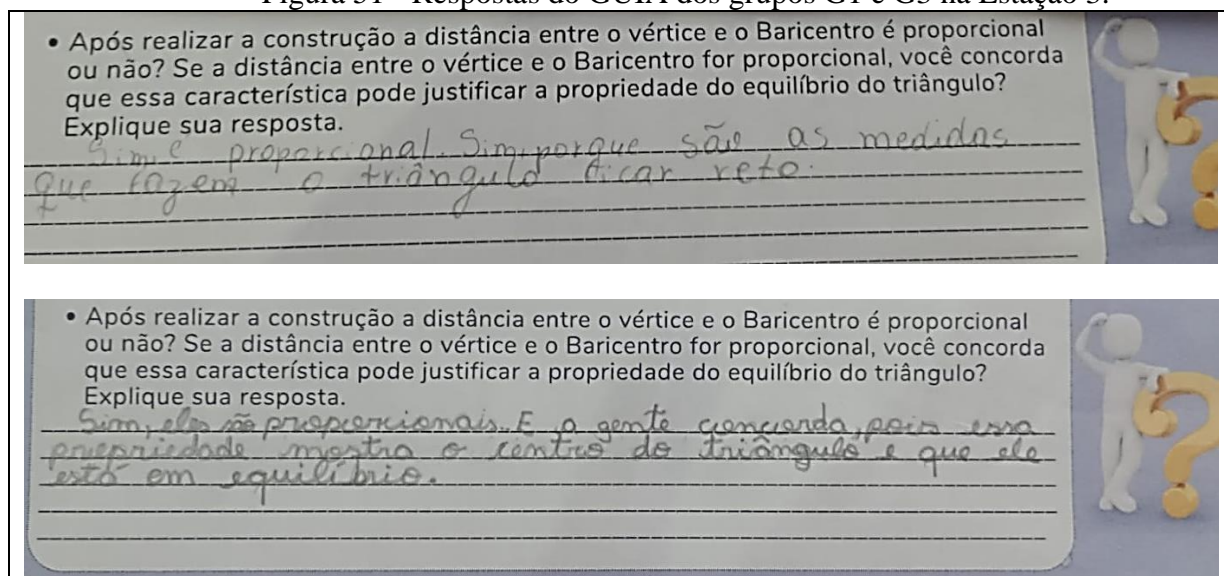 Figura 31 - Respostas do GUIA dos grupos G1 e G3 na Estação 3.
• Após realizar a construção a distância entre o vértice e o Baricentro é proporcional
ou não? Se a distância entre o vértice e o Baricentro for proporcional, você concorda
que essa característica pode justificar a propriedade do equilíbrio do triângulo?
Explique sua resposta.
Sim, é proporcional. Sim, porque são as medidas
que fazem o triângulo ficar reto.
• Após realizar a construção a distância entre o vértice e o Baricentro é proporcional
ou não? Se a distância entre o vértice e o Baricentro for proporcional, você concorda
que essa característica pode justificar a propriedade do equilíbrio do triângulo?
Explique sua resposta.
Sim, eles são proporcionais. E a gente concorda, pois essa
propriedade mostra o centro do triângulo e que ele
está em equilíbrio.